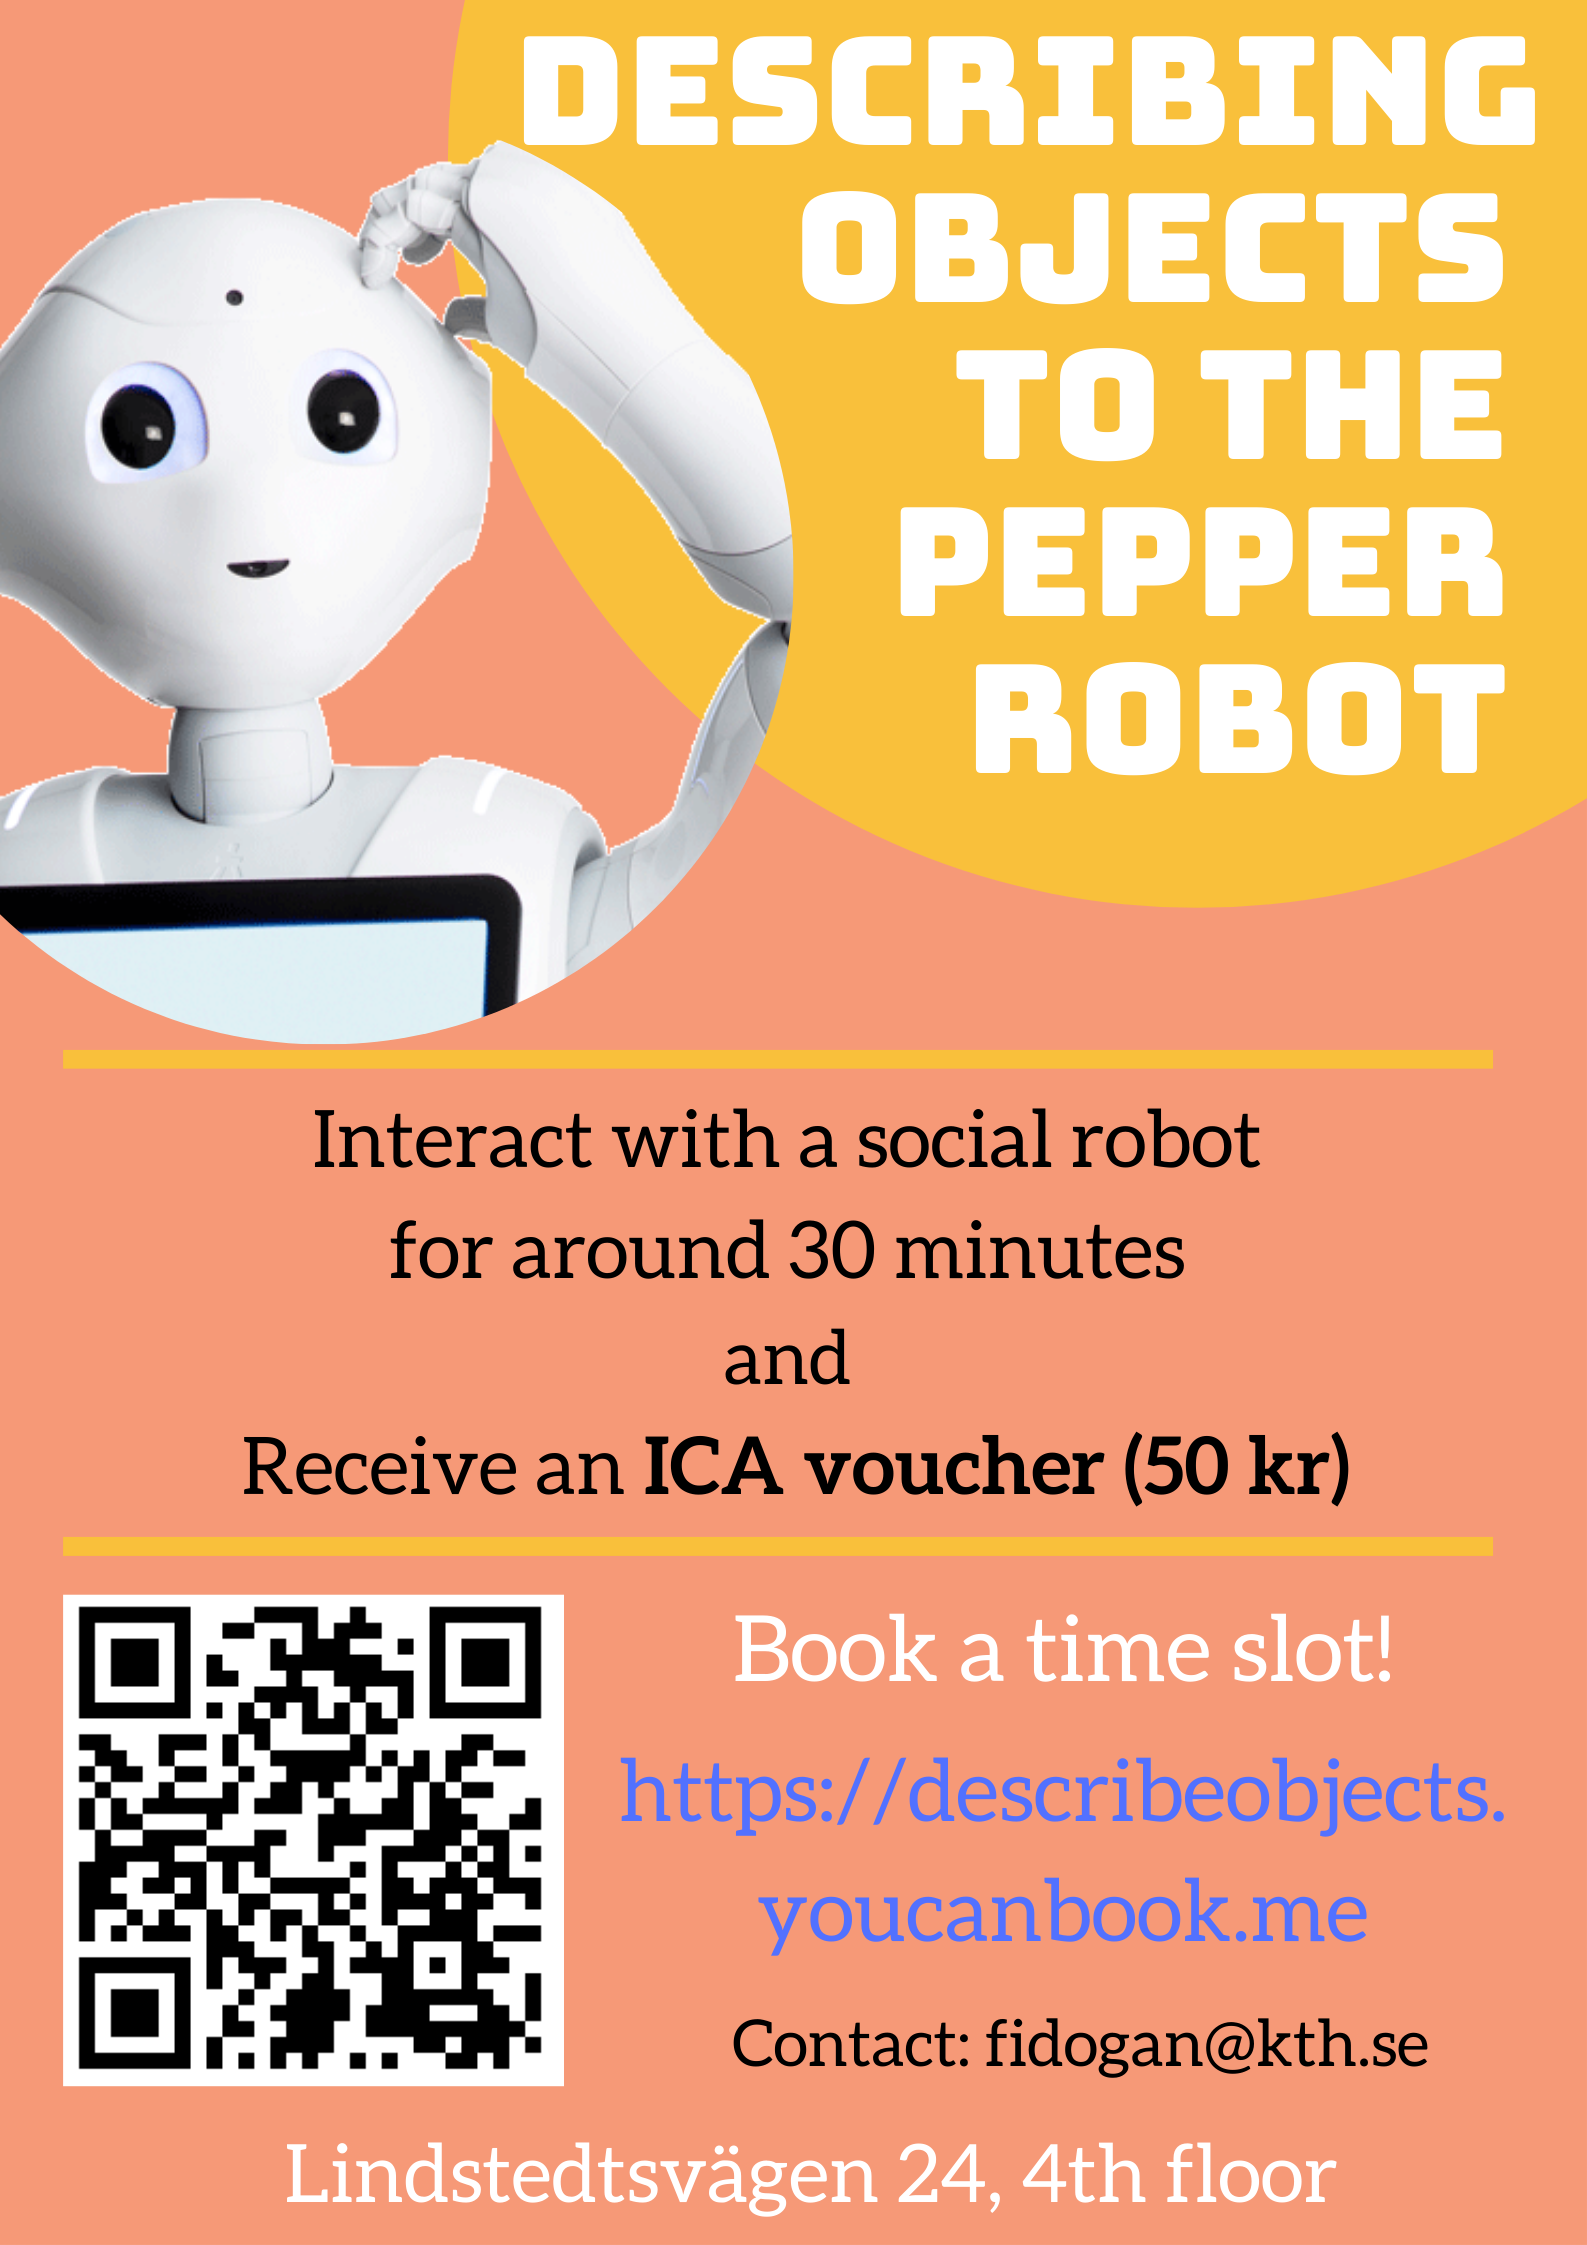 DESCRIBING
OBJECTS
TO THE
PEPPER
ROBOT
Interact with a social robot
for around 30 minutes
and
Receive an ICA voucher (50 kr)
Book a time slot!
https://describeobjects.
youcanbook.me
Contact: fidogan@kth.se
Lindstedtsvägen 24, 4th floor